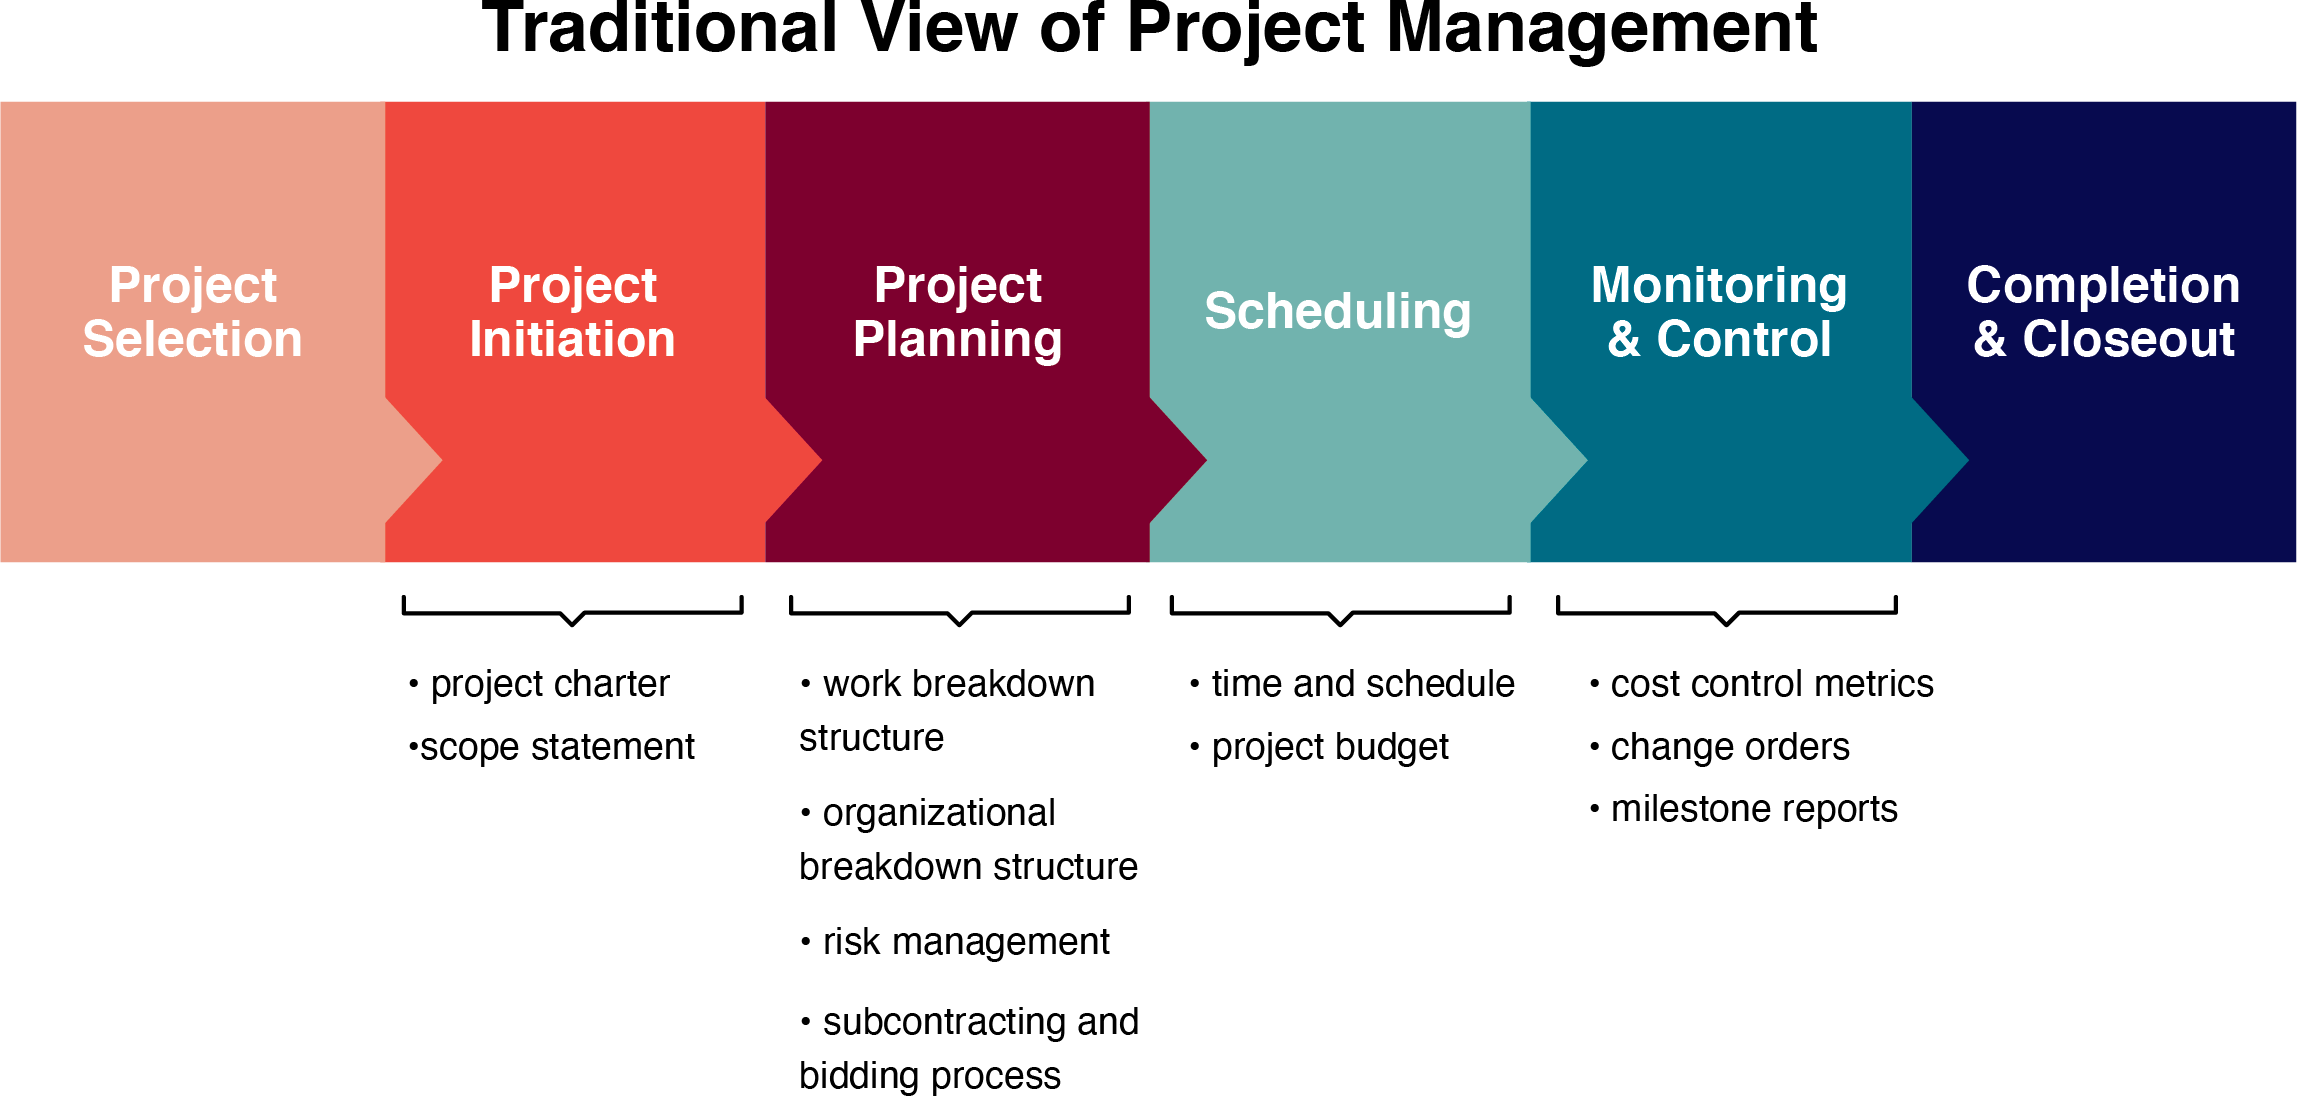 Traditional View of Project Management
Project
Selection
Project
Initiation
Project
Planning
Scheduling
Monitoring
& Control
Completion
& Closeout
• project charter
•scope statement
• work breakdown
structure
• organizational
breakdown structure
• risk management
• subcontracting and
bidding process
• time and schedule
• project budget
• cost control metrics
• change orders
• milestone reports